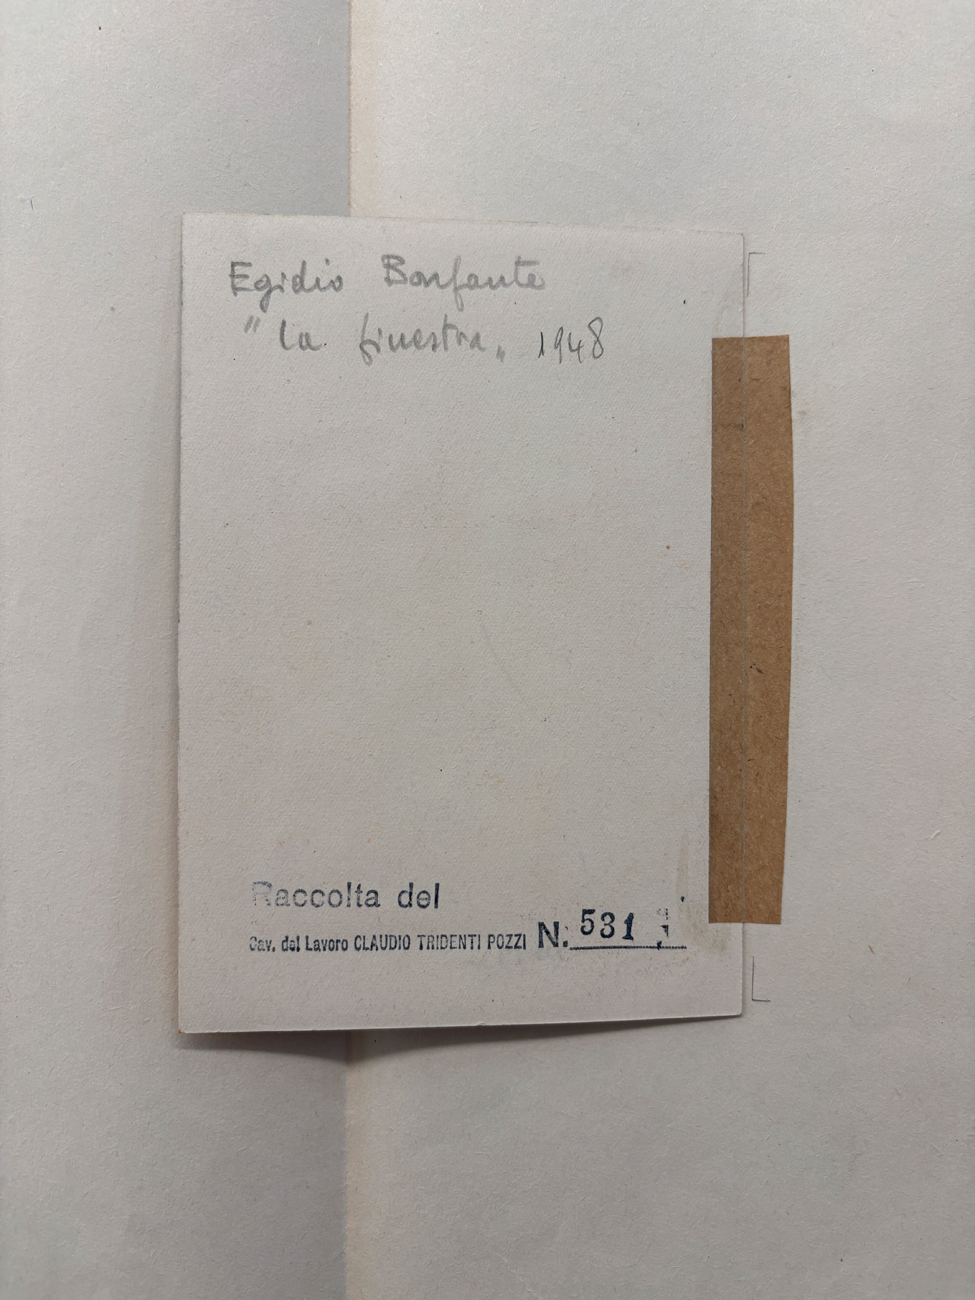 Egidio Bonfante
"la finestra„ 1948
Raccolta del
Cav. del Lavoro CLAUDIO TRIDENTI POZZI N. 531